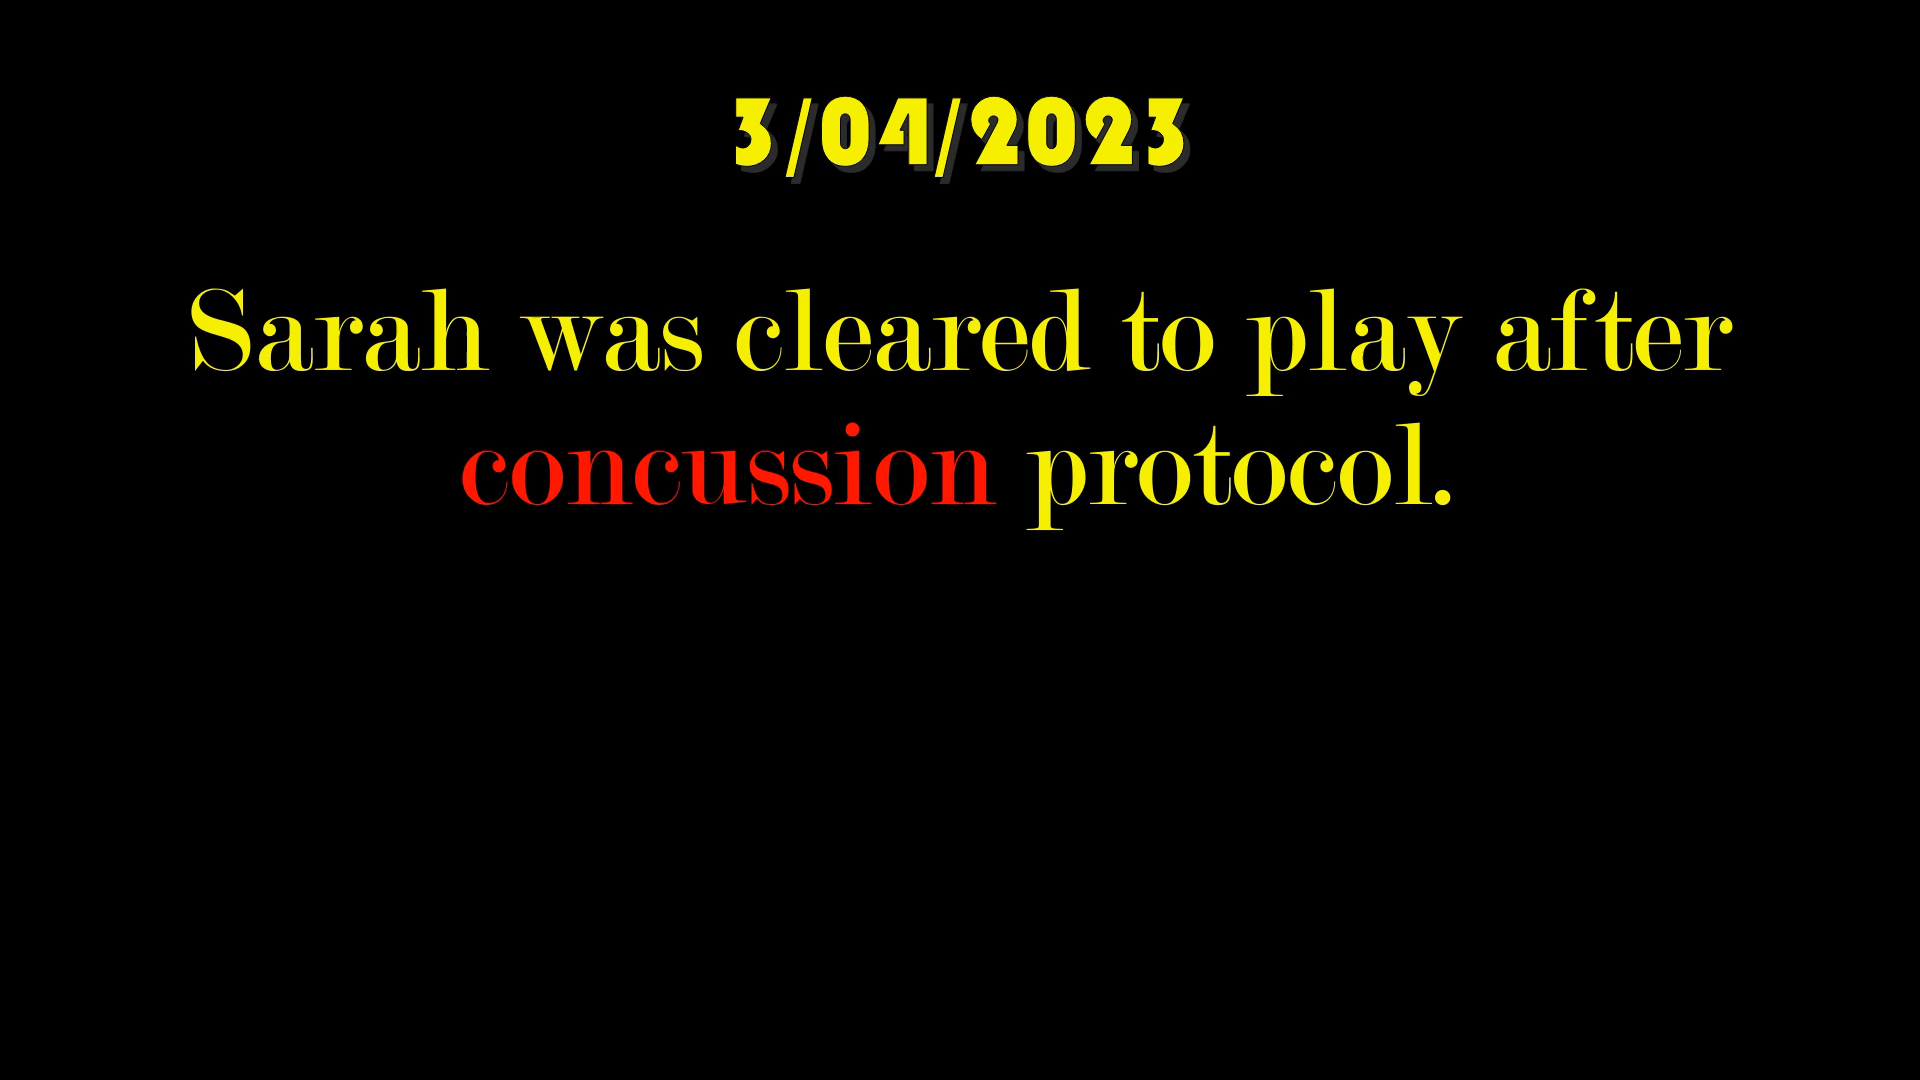 3/04/2023
Sarah was cleared to play after
concussion protocol.